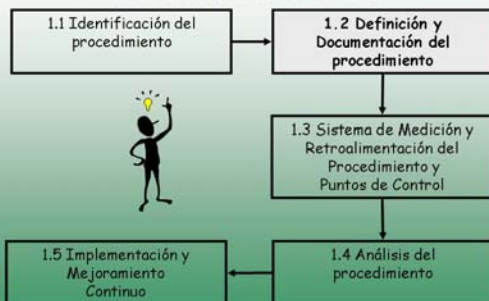 1.1 Identificación del
procedimiento
1.2 Definición y
Documentación del
procedimiento
1.3 Sistema de Medición y
Retroalimentación del
Procedimiento y
Puntos de Control
1.4 Análisis del
procedimiento
1.5 Implementación y
Mejoramiento
Continuo